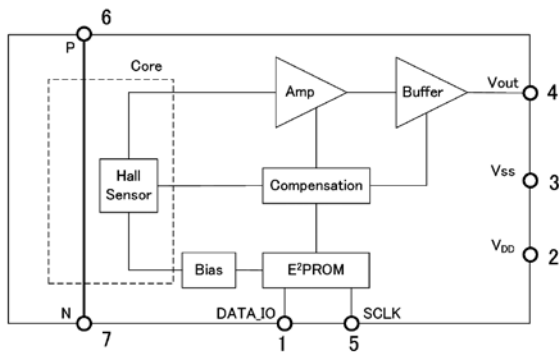 6
P
Core
Amp
Buffer
Vout
4
Hall
Sensor
Compensation
VSS
3
VDD
2
Bias
E²PROM
N
DATA_IO
SCLK
7
1
5